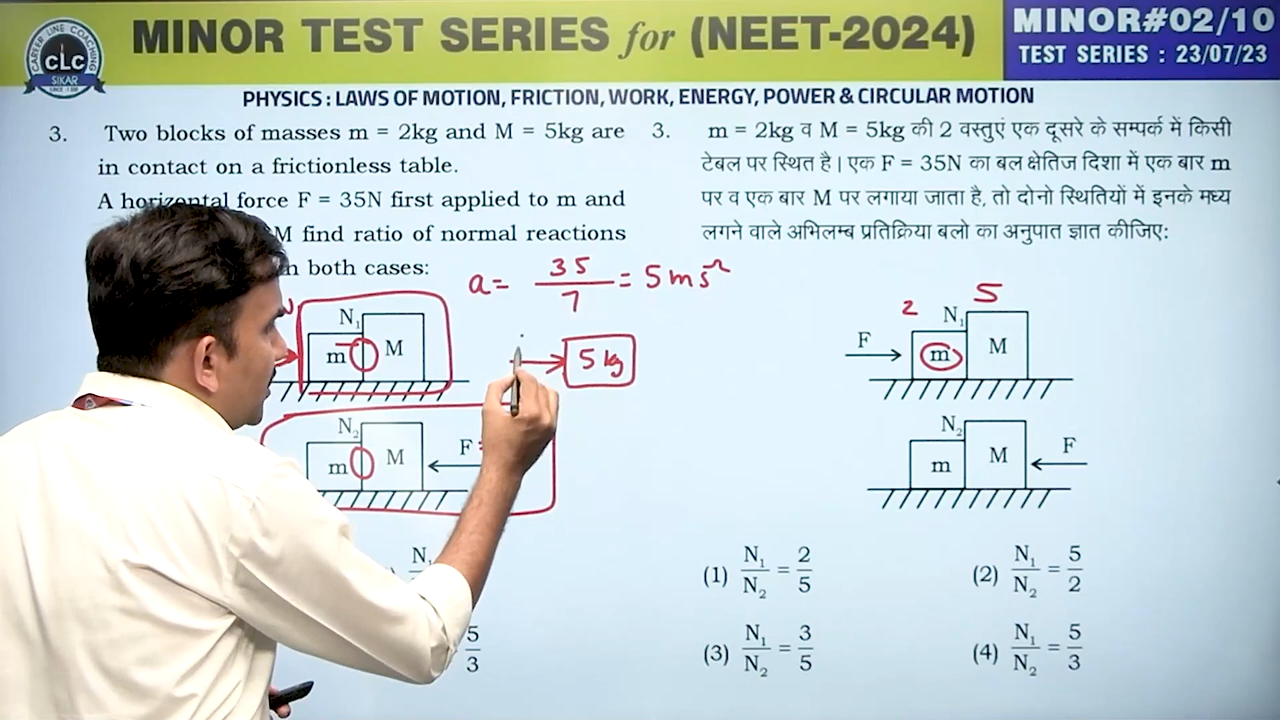 CAREER LINE COACHING
CLC
SIKAR
MINOR TEST SERIES for (NEET-2024)
MINOR#02/10
TEST SERIES : 23/07/23
PHYSICS : LAWS OF MOTION, FRICTION, WORK, ENERGY, POWER & CIRCULAR MOTION
3. Two blocks of masses m = 2kg and M = 5kg are
in contact on a frictionless table.
A horizontal force F = 35N first applied to m and
M find ratio of normal reactions
both cases:
a = 35/7 = 5 ms⁻²
N₁
m M
5 kg
N₂
m M F
N₁
5
3
3. m = 2kg व M = 5kg की 2 वस्तुएं एक दूसरे के सम्पर्क में किसी
टेबल पर स्थित है। एक F = 35N का बल क्षैतिज दिशा में एक बार m
पर व एक बार M पर लगाया जाता है, तो दोनो स्थितियों में इनके मध्य
लगने वाले अभिलम्ब प्रतिक्रिया बलो का अनुपात ज्ञात कीजिए:
2 5
F N₁
m M
N₂ F
m M
(1) N₁/N₂ = 2/5 (2) N₁/N₂ = 5/2
(3) N₁/N₂ = 3/5 (4) N₁/N₂ = 5/3